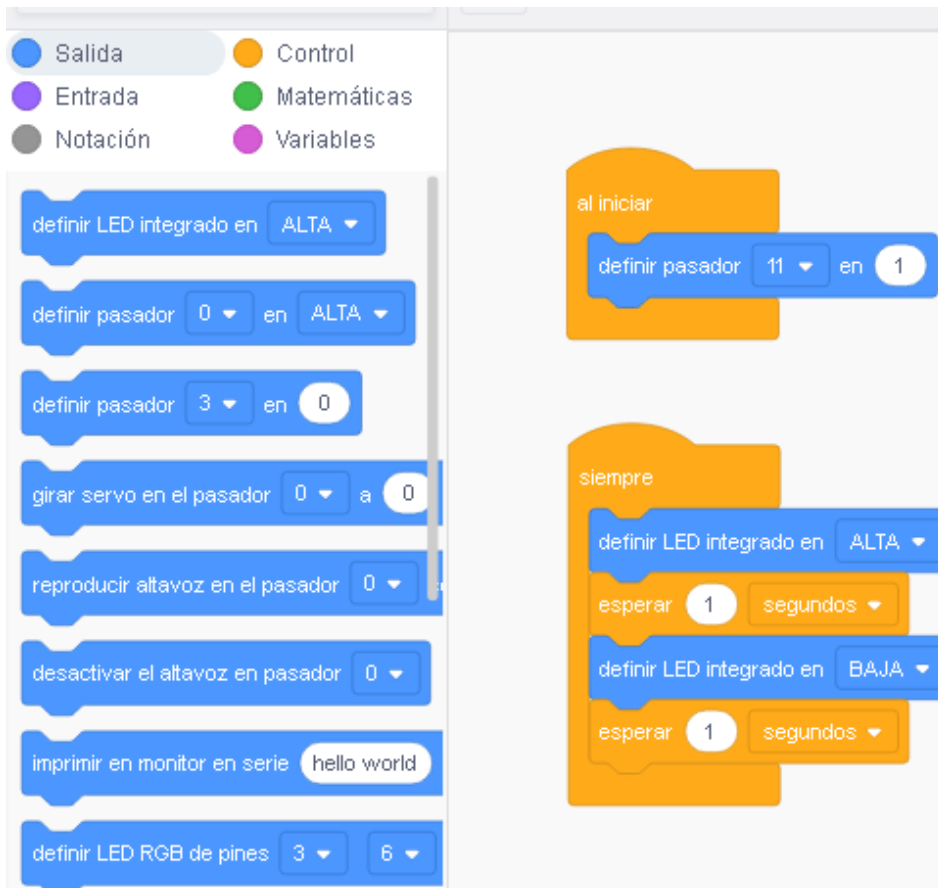 Salida Control
Entrada Matemáticas
Notación Variables
definir LED integrado en ALTA
definir pasador 0 en ALTA
definir pasador 3 en 0
girar servo en el pasador 0 a 0
reproducir altavoz en el pasador 0
desactivar el altavoz en pasador 0
imprimir en monitor en serie hello world
definir LED RGB de pines 3 6
al iniciar
definir pasador 11 en 1
siempre
definir LED integrado en ALTA
esperar 1 segundos
definir LED integrado en BAJA
esperar 1 segundos